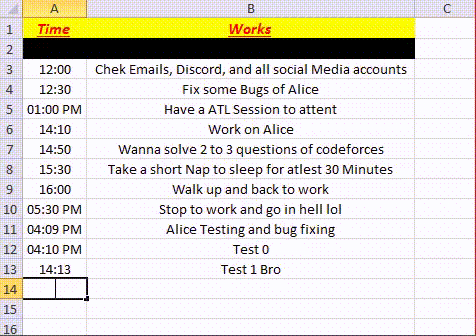 A B C
1 Time Works
2
3 12:00 Chek Emails, Discord, and all social Media accounts
4 12:30 Fix some Bugs of Alice
5 01:00 PM Have a ATL Session to attent
6 14:10 Work on Alice
7 14:50 Wanna solve 2 to 3 questions of codeforces
8 15:30 Take a short Nap to sleep for atlest 30 Minutes
9 16:00 Walk up and back to work
10 05:30 PM Stop to work and go in hell lol
11 04:09 PM Alice Testing and bug fixing
12 04:10 PM Test 0
13 14:13 Test 1 Bro
14
15
16